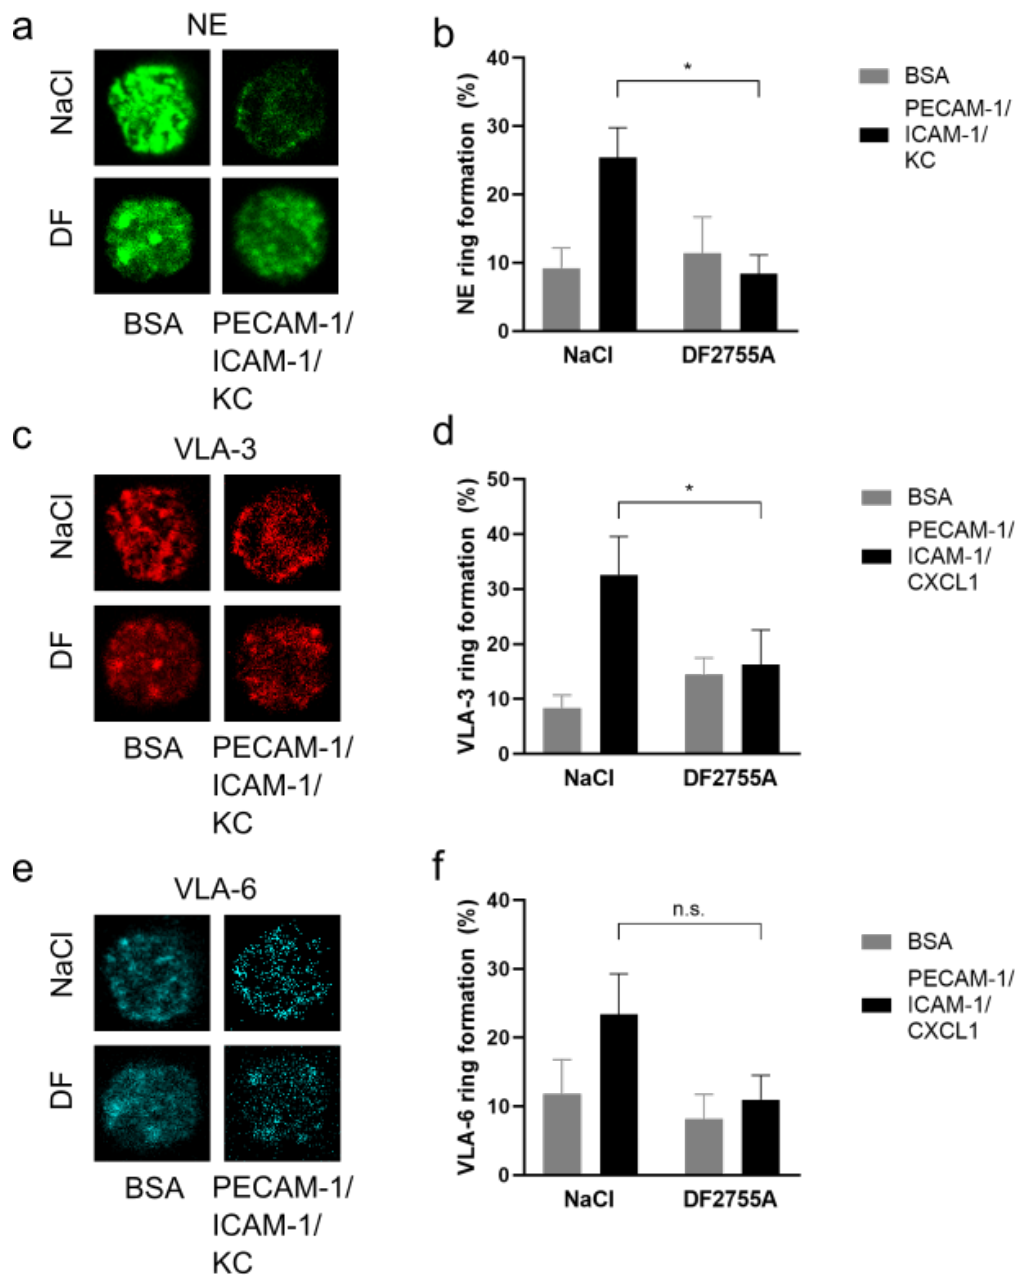 a
NE
NaCl
DF
BSA
PECAM-1/
ICAM-1/
KC
b
NE ring formation (%)
40
30
20
10
0
*
NaCl
DF2755A
BSA
PECAM-1/
ICAM-1/
KC
c
VLA-3
NaCl
DF
BSA
PECAM-1/
ICAM-1/
KC
d
VLA-3 ring formation (%)
50
40
30
20
10
0
*
NaCl
DF2755A
BSA
PECAM-1/
ICAM-1/
CXCL1
e
VLA-6
NaCl
DF
BSA
PECAM-1/
ICAM-1/
KC
f
VLA-6 ring formation (%)
40
30
20
10
0
n.s.
NaCl
DF2755A
BSA
PECAM-1/
ICAM-1/
CXCL1